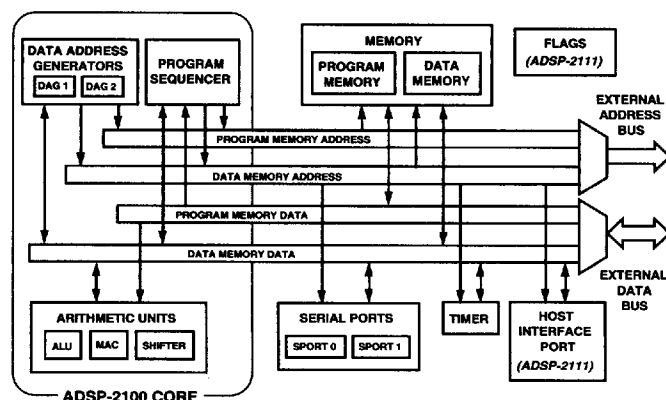 DATA ADDRESS
GENERATORS
DAG 1
DAG 2
PROGRAM
SEQUENCER
MEMORY
PROGRAM
MEMORY
DATA
MEMORY
FLAGS
(ADSP-2111)
EXTERNAL
ADDRESS
BUS
PROGRAM MEMORY ADDRESS
DATA MEMORY ADDRESS
PROGRAM MEMORY DATA
DATA MEMORY DATA
EXTERNAL
DATA
BUS
ARITHMETIC UNITS
ALU
MAC
SHIFTER
SERIAL PORTS
SPORT 0
SPORT 1
TIMER
HOST
INTERFACE
PORT
(ADSP-2111)
ADSP-2100 CORE